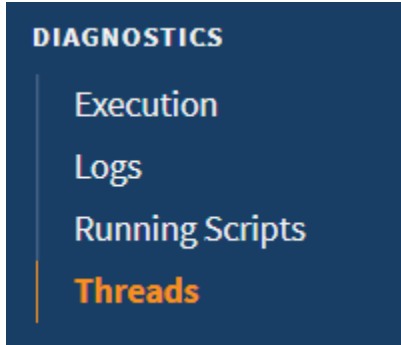 DIAGNOSTICS
Execution
Logs
Running Scripts
Threads